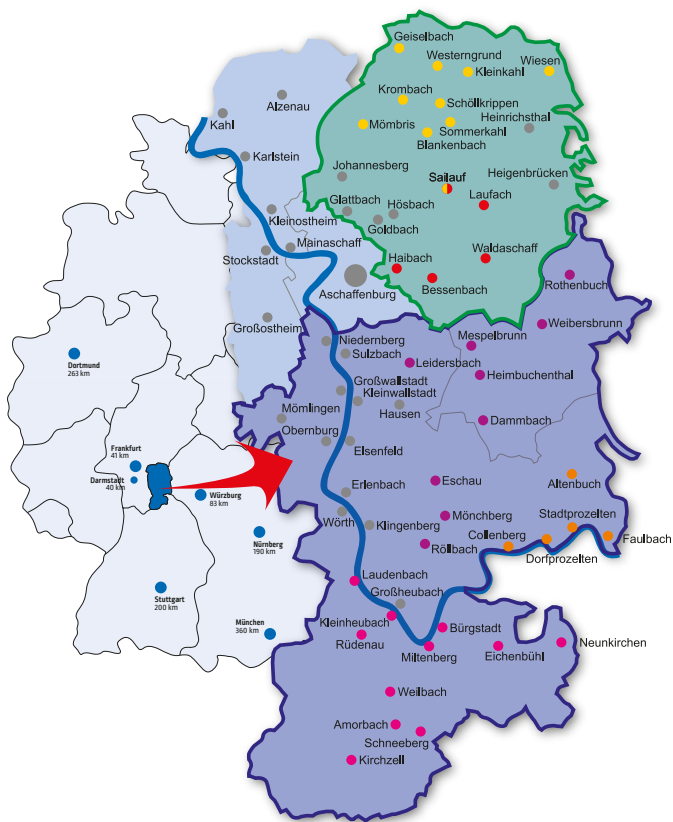 Geiselbach
Westerngrund
Wiesen
Kleinkahl
Alzenau
Krombach
Schöllkrippen
Heinrichsthal
Kahl
Mömbris
Sommerkahl
Blankenbach
Karlstein
Johannesberg
Sailauf
Heigenbrücken
Laufach
Glattbach
Hösbach
Kleinostheim
Goldbach
Mainaschaff
Stockstadt
Waldaschaff
Haibach
Aschaffenburg
Bessenbach
Rothenbuch
Großostheim
Weibersbrunn
Niedernberg
Mespelbrunn
Sulzbach
Leidersbach
Dortmund
263 km
Heimbuchenthal
Großwallstadt
Kleinwallstadt
Mömlingen
Hausen
Dammbach
Obernburg
Elsenfeld
Frankfurt
41 km
Darmstadt
40 km
Würzburg
83 km
Erlenbach
Eschau
Altenbuch
Wörth
Klingenberg
Mönchberg
Stadtprozelten
Nürnberg
190 km
Röllbach
Collenberg
Faulbach
Dorfprozelten
Laudenbach
Stuttgart
200 km
Großheubach
Kleinheubach
Bürgstadt
München
360 km
Rüdenau
Miltenberg
Eichenbühl
Neunkirchen
Weilbach
Amorbach
Schneeberg
Kirchzell